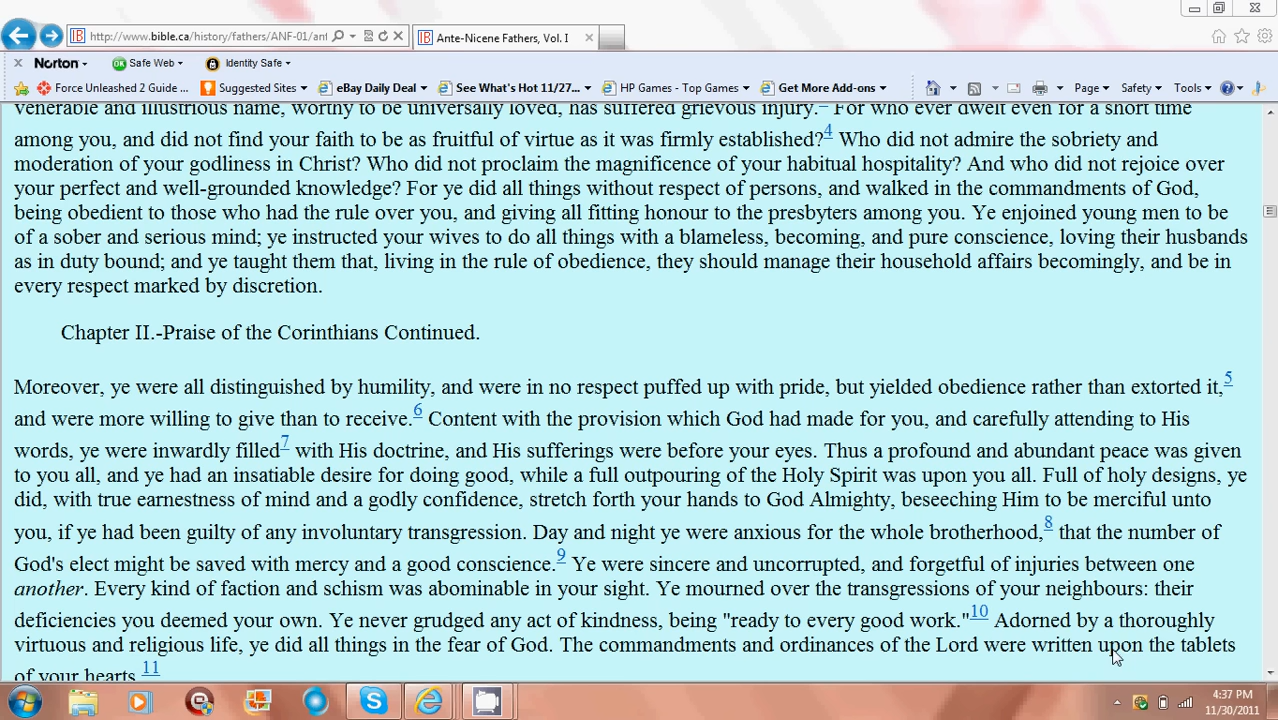 http://www.bible.ca/history/fathers/ANF-01/anf
Ante-Nicene Fathers, Vol. I
Norton
Safe Web
Identity Safe
Force Unleashed 2 Guide ...
Suggested Sites
eBay Daily Deal
See What's Hot 11/27...
HP Games - Top Games
Get More Add-ons
Page
Safety
Tools
venerable and illustrious name, worthy to be universally loved, has suffered grievous injury. For who ever dwelt even for a short time
among you, and did not find your faith to be as fruitful of virtue as it was firmly established?4 Who did not admire the sobriety and
moderation of your godliness in Christ? Who did not proclaim the magnificence of your habitual hospitality? And who did not rejoice over
your perfect and well-grounded knowledge? For ye did all things without respect of persons, and walked in the commandments of God,
being obedient to those who had the rule over you, and giving all fitting honour to the presbyters among you. Ye enjoined young men to be
of a sober and serious mind; ye instructed your wives to do all things with a blameless, becoming, and pure conscience, loving their husbands
as in duty bound; and ye taught them that, living in the rule of obedience, they should manage their household affairs becomingly, and be in
every respect marked by discretion.
Chapter II.-Praise of the Corinthians Continued.
Moreover, ye were all distinguished by humility, and were in no respect puffed up with pride, but yielded obedience rather than extorted it,5
and were more willing to give than to receive.6 Content with the provision which God had made for you, and carefully attending to His
words, ye were inwardly filled7 with His doctrine, and His sufferings were before your eyes. Thus a profound and abundant peace was given
to you all, and ye had an insatiable desire for doing good, while a full outpouring of the Holy Spirit was upon you all. Full of holy designs, ye
did, with true earnestness of mind and a godly confidence, stretch forth your hands to God Almighty, beseeching Him to be merciful unto
you, if ye had been guilty of any involuntary transgression. Day and night ye were anxious for the whole brotherhood,8 that the number of
God's elect might be saved with mercy and a good conscience.9 Ye were sincere and uncorrupted, and forgetful of injuries between one
another. Every kind of faction and schism was abominable in your sight. Ye mourned over the transgressions of your neighbours: their
deficiencies you deemed your own. Ye never grudged any act of kindness, being "ready to every good work."10 Adorned by a thoroughly
virtuous and religious life, ye did all things in the fear of God. The commandments and ordinances of the Lord were written upon the tablets
of your hearts.11
4:37 PM
11/30/2011